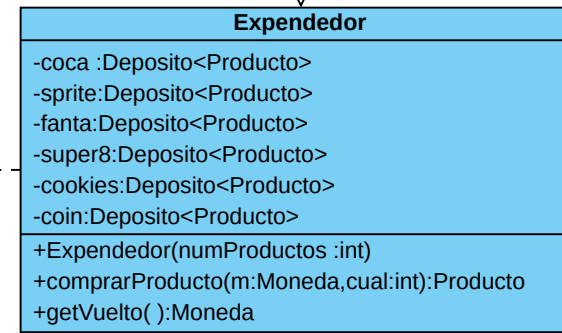 Expendedor
-coca :Deposito<Producto>
-sprite:Deposito<Producto>
-fanta:Deposito<Producto>
-super8:Deposito<Producto>
-cookies:Deposito<Producto>
-coin:Deposito<Producto>
+Expendedor(numProductos :int)
+comprarProducto(m:Moneda,cual:int):Producto
+getVuelto( ):Moneda